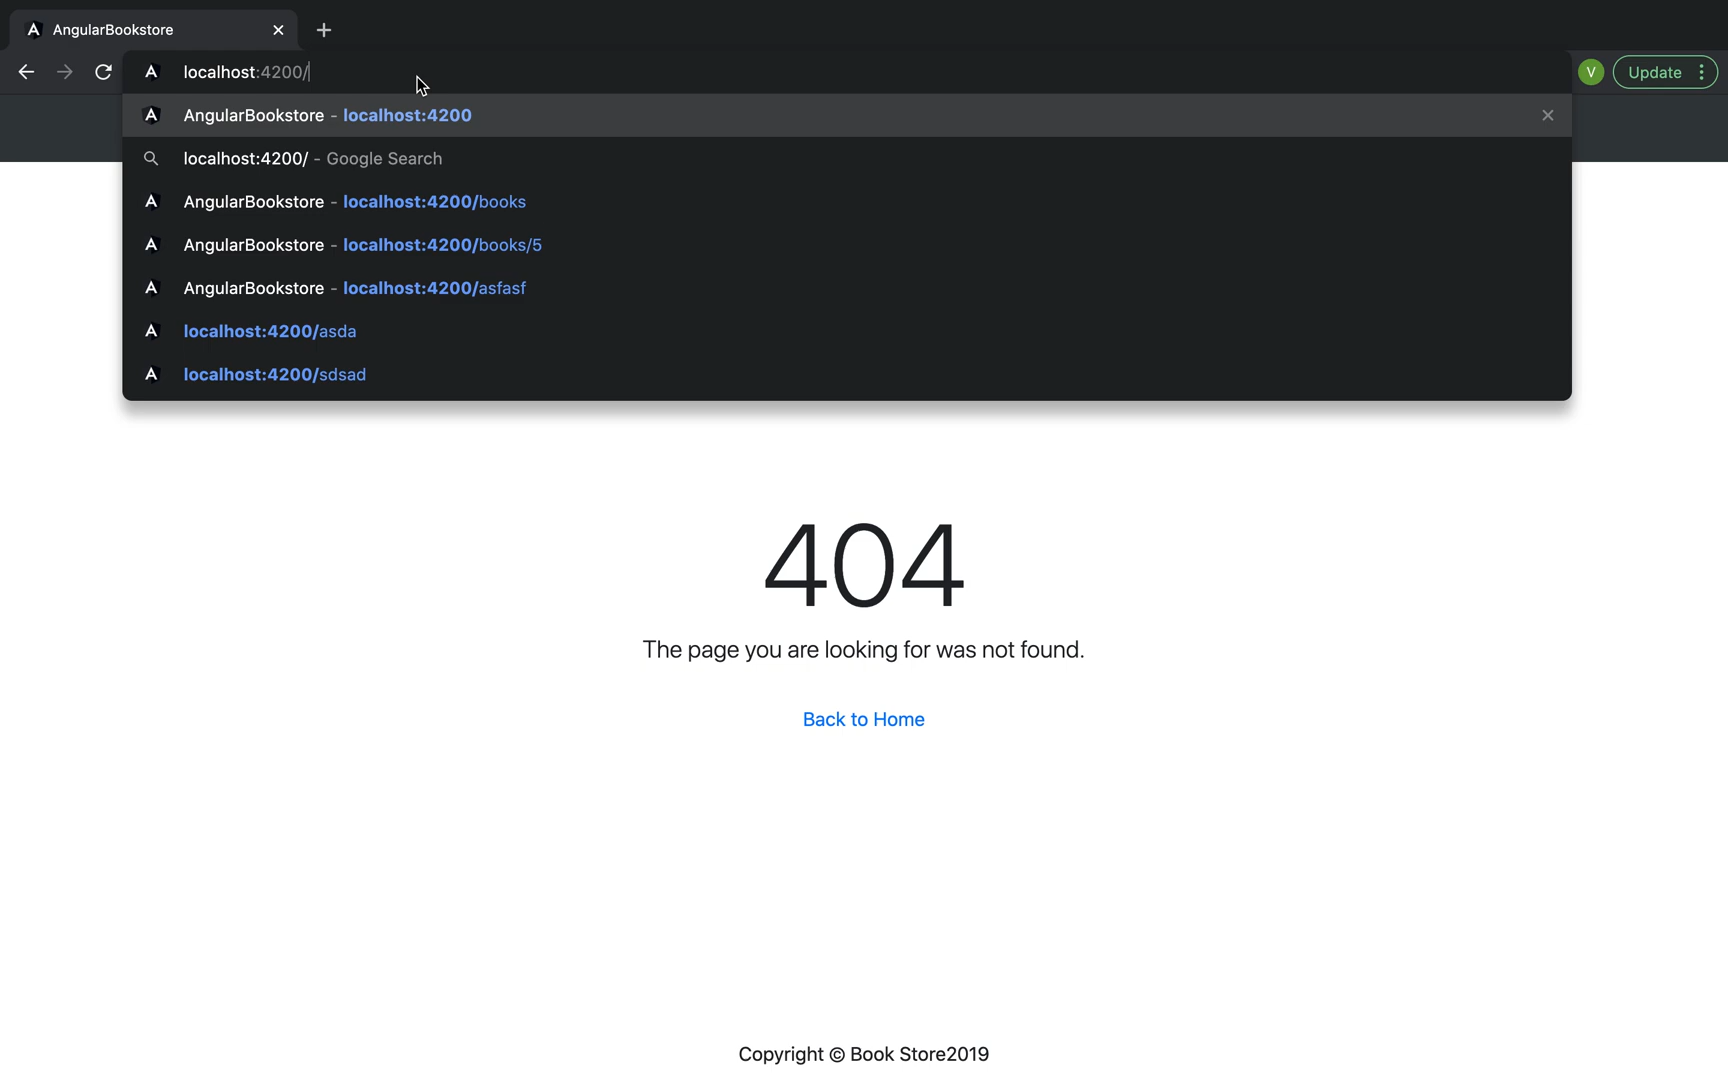 AngularBookstore
localhost:4200/
V
Update
AngularBookstore - localhost:4200
localhost:4200/ - Google Search
AngularBookstore - localhost:4200/books
AngularBookstore - localhost:4200/books/5
AngularBookstore - localhost:4200/asfasf
localhost:4200/asda
localhost:4200/sdsad
404
The page you are looking for was not found.
Back to Home
Copyright © Book Store2019